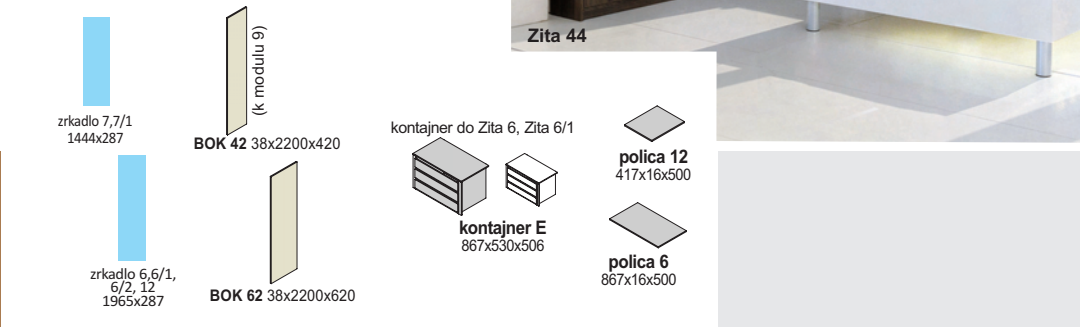 Zita 44
zrkadlo 7,7/1
1444x287
(k modulu 9)
BOK 42 38x2200x420
kontajner do Zita 6, Zita 6/1
kontajner E
867x530x506
polica 12
417x16x500
polica 6
867x16x500
zrkadlo 6,6/1,
6/2, 12
1965x287
BOK 62 38x2200x620